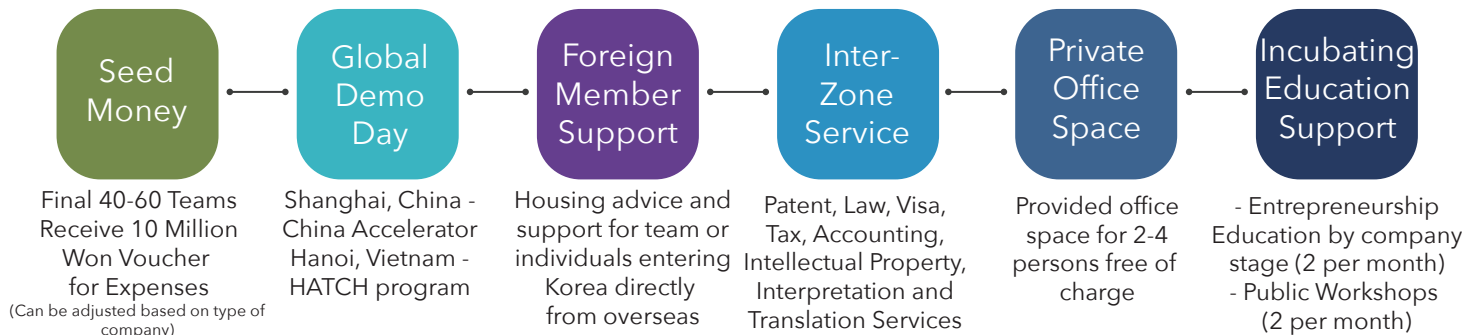 Seed
Money
Final 40-60 Teams
Receive 10 Million
Won Voucher
for Expenses
(Can be adjusted based on type of
company)
Global
Demo
Day
Shanghai, China -
China Accelerator
Hanoi, Vietnam -
HATCH program
Foreign
Member
Support
Housing advice and
support for team or
individuals entering
Korea directly
from overseas
Inter-
Zone
Service
Patent, Law, Visa,
Tax, Accounting,
Intellectual Property,
Interpretation and
Translation Services
Private
Office
Space
Provided office
space for 2-4
persons free of
charge
Incubating
Education
Support
- Entrepreneurship
Education by company
stage (2 per month)
- Public Workshops
(2 per month)